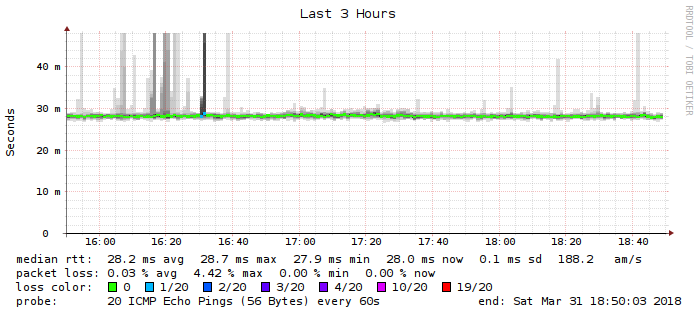 Last 3 Hours
RRDTOOL / TOBI OETIKER
Seconds
40 m
30 m
20 m
10 m
0
16:00 16:20 16:40 17:00 17:20 17:40 18:00 18:20 18:40
median rtt: 28.2 ms avg 28.7 ms max 27.9 ms min 28.0 ms now 0.1 ms sd 188.2 am/s
packet loss: 0.03 % avg 4.42 % max 0.00 % min 0.00 % now
loss color: 0 1/20 2/20 3/20 4/20 10/20 19/20
probe: 20 ICMP Echo Pings (56 Bytes) every 60s end: Sat Mar 31 18:50:03 2018